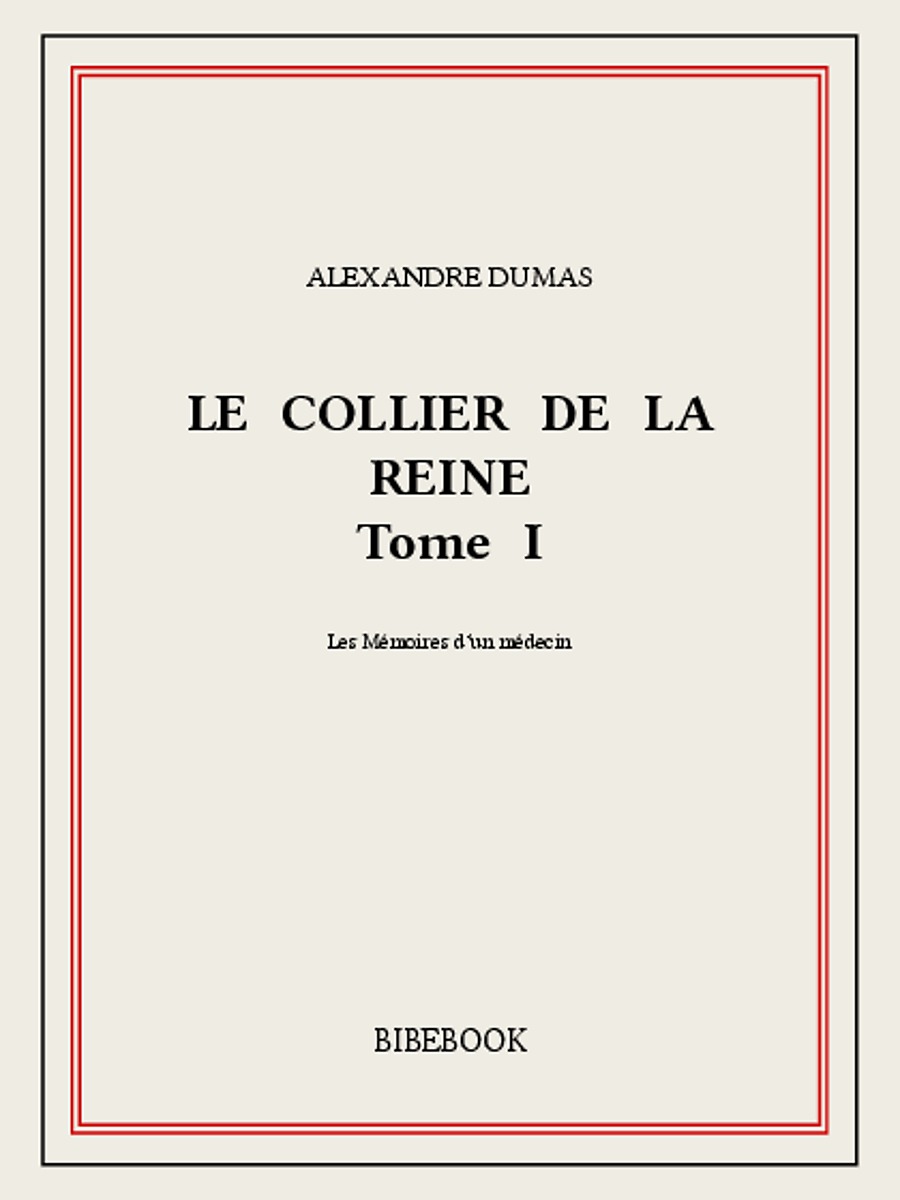 ALEXANDRE DUMAS
LE COLLIER DE LA
REINE
Tome I
Les Mémoires d'un médecin
BIBEBOOK